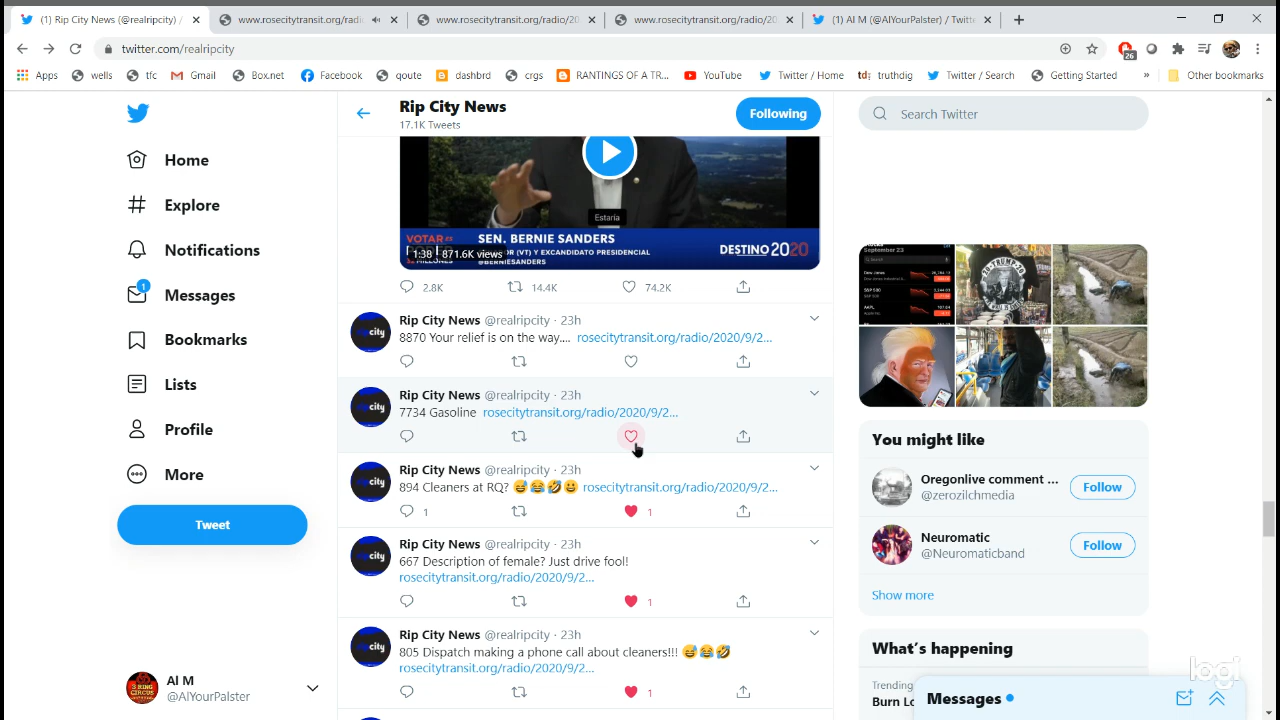 (1) Rip City News (@realripcity) /
www.rosecitytransit.org/radi
www.rosecitytransit.org/radio/20
www.rosecitytransit.org/radio/20
(1) Al M (@AlYourPalster) / Twitte
twitter.com/realripcity
26
Apps
wells
tfc
Gmail
Box.net
Facebook
qoute
dashbrd
crgs
RANTINGS OF A TR...
YouTube
Twitter / Home
td: truthdig
Twitter / Search
Getting Started
»
Other bookmarks
Home
Explore
Notifications
1
Messages
Bookmarks
Lists
Profile
More
Tweet
Al M
@AlYourPalster
Rip City News
17.1K Tweets
Following
Estaria
SEN. BERNIE SANDERS
(VT) Y EXCANDIDATO PRESIDENCIAL
@BERNIESANDERS
VOTAR
1:38 | 871.6K views
DESTINO2020
2.8K 14.4K 74.2K
Rip City News @realripcity · 23h
8870 Your relief is on the way.... rosecitytransit.org/radio/2020/9/2...
Rip City News @realripcity · 23h
7734 Gasoline rosecitytransit.org/radio/2020/9/2...
Rip City News @realripcity · 23h
894 Cleaners at RQ? 😅😂🤣😃 rosecitytransit.org/radio/2020/9/2...
1 1
Rip City News @realripcity · 23h
667 Description of female? Just drive fool!
rosecitytransit.org/radio/2020/9/2...
1
Rip City News @realripcity · 23h
805 Dispatch making a phone call about cleaners!!! 😅😂🤣
rosecitytransit.org/radio/2020/9/2...
1
Search Twitter
September 23
You might like
Oregonlive comment ...
@zerozilchmedia
Follow
Neuromatic
@Neuromaticband
Follow
Show more
What's happening
Trending
Burn Lo
Messages
logi